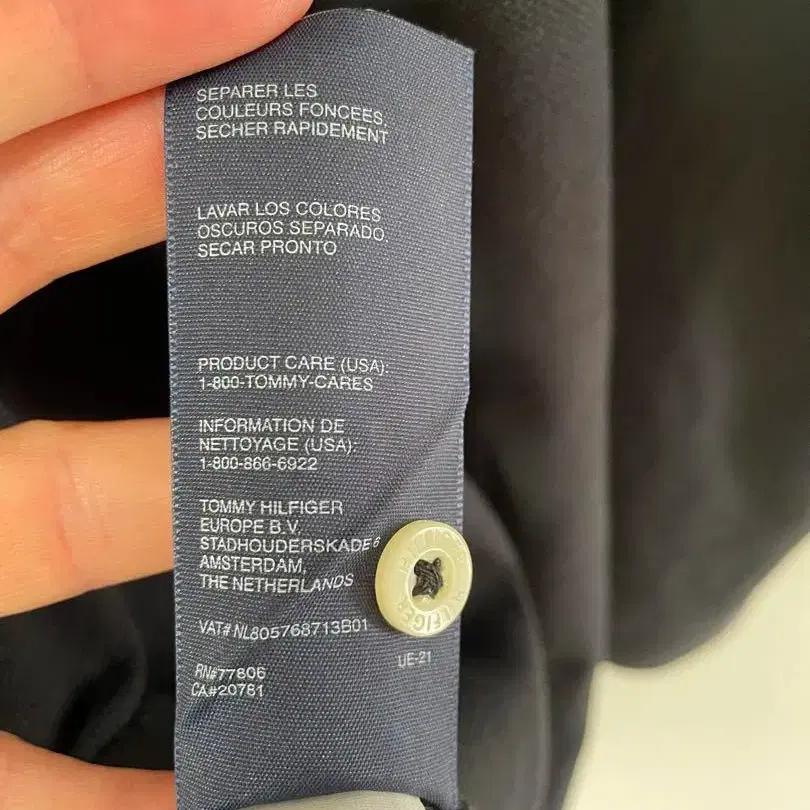 SEPARER LES
COULEURS FONCEES.
SECHER RAPIDEMENT
LAVAR LOS COLORES
OSCUROS SEPARADO.
SECAR PRONTO
PRODUCT CARE (USA):
1-800-TOMMY-CARES
INFORMATION DE
NETTOYAGE (USA):
1-800-866-6922
TOMMY HILFIGER
EUROPE B.V.
STADHOUDERSKADE 6
AMSTERDAM,
THE NETHERLANDS
VAT# NL805768713B01
RN#77806
CA#20781
UE-21
HILFIGER